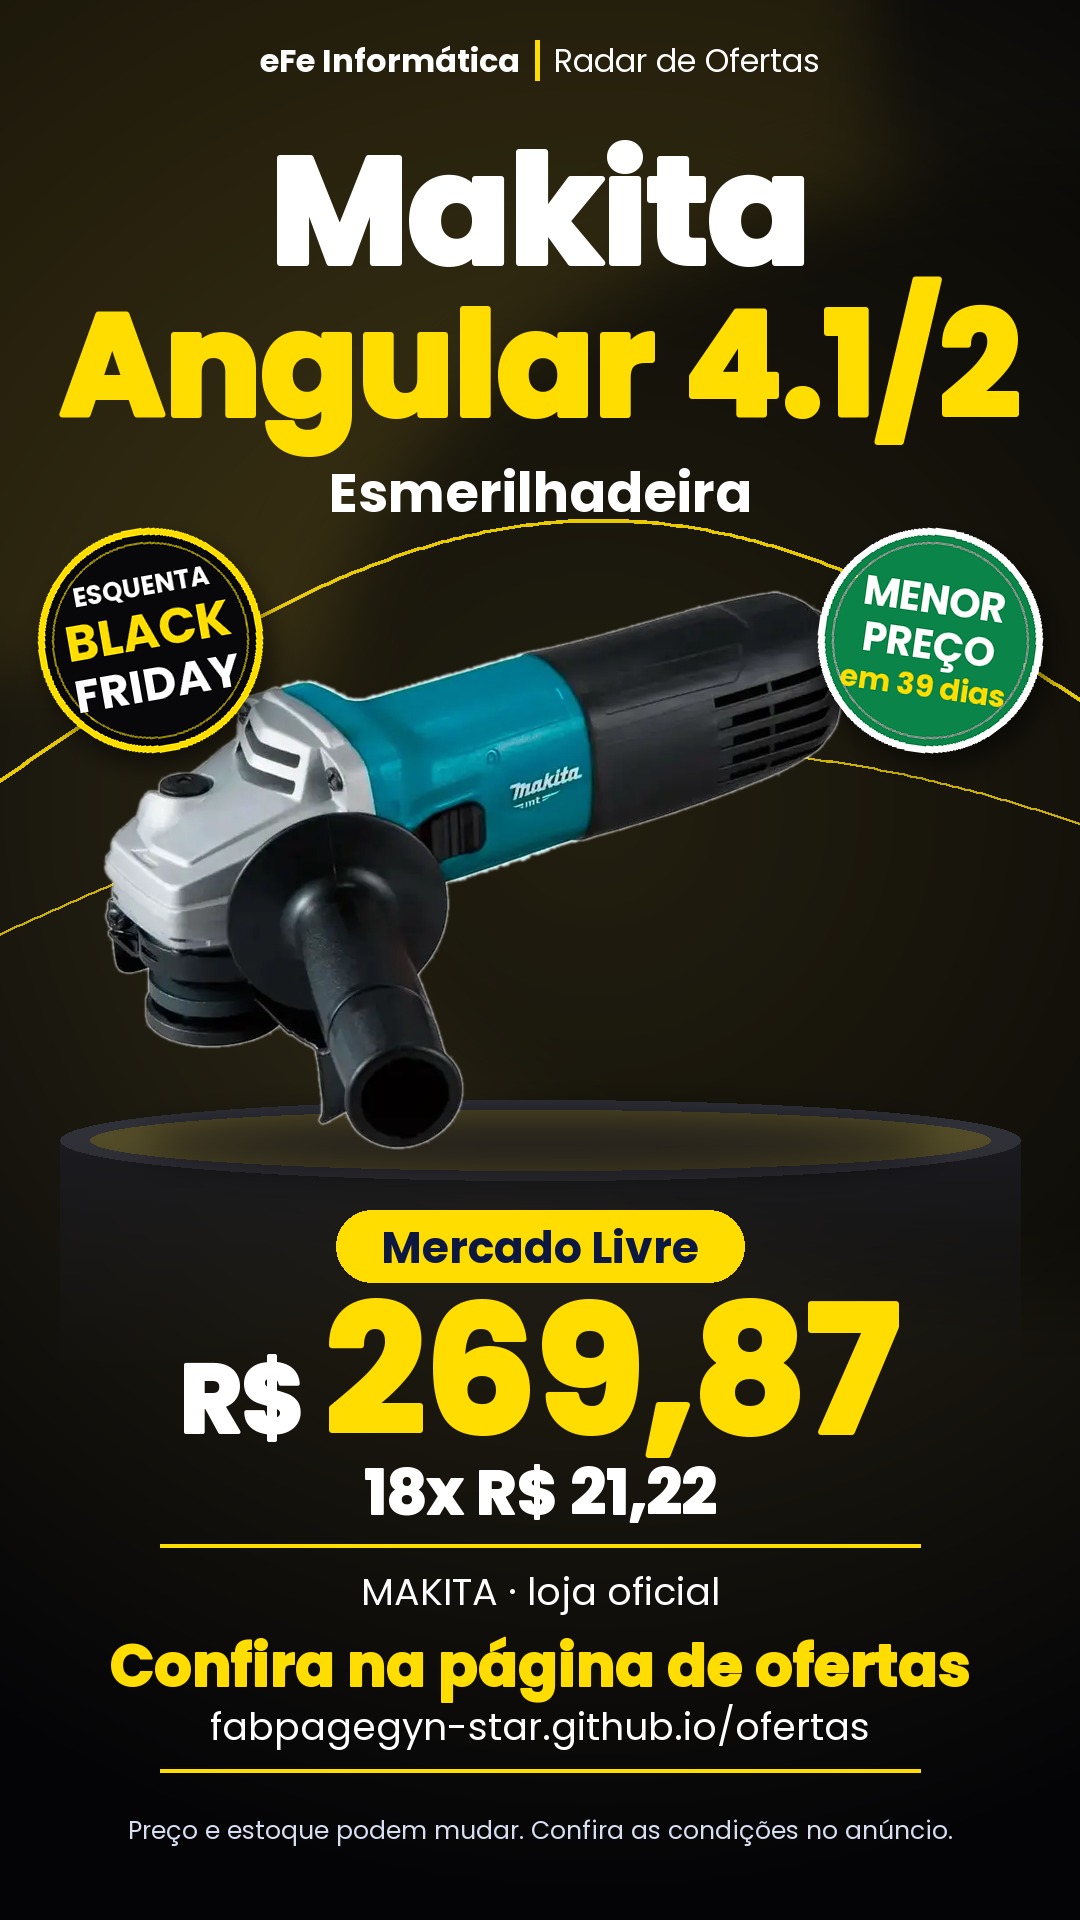 eFe Informática | Radar de Ofertas
Makita
Angular 4.1/2
Esmerilhadeira
ESQUENTA
BLACK
FRIDAY
MENOR
PREÇO
em 39 dias
makita
mt
Mercado Livre
R$ 269,87
18x R$ 21,22
MAKITA · loja oficial
Confira na página de ofertas
fabpagegyn-star.github.io/ofertas
Preço e estoque podem mudar. Confira as condições no anúncio.